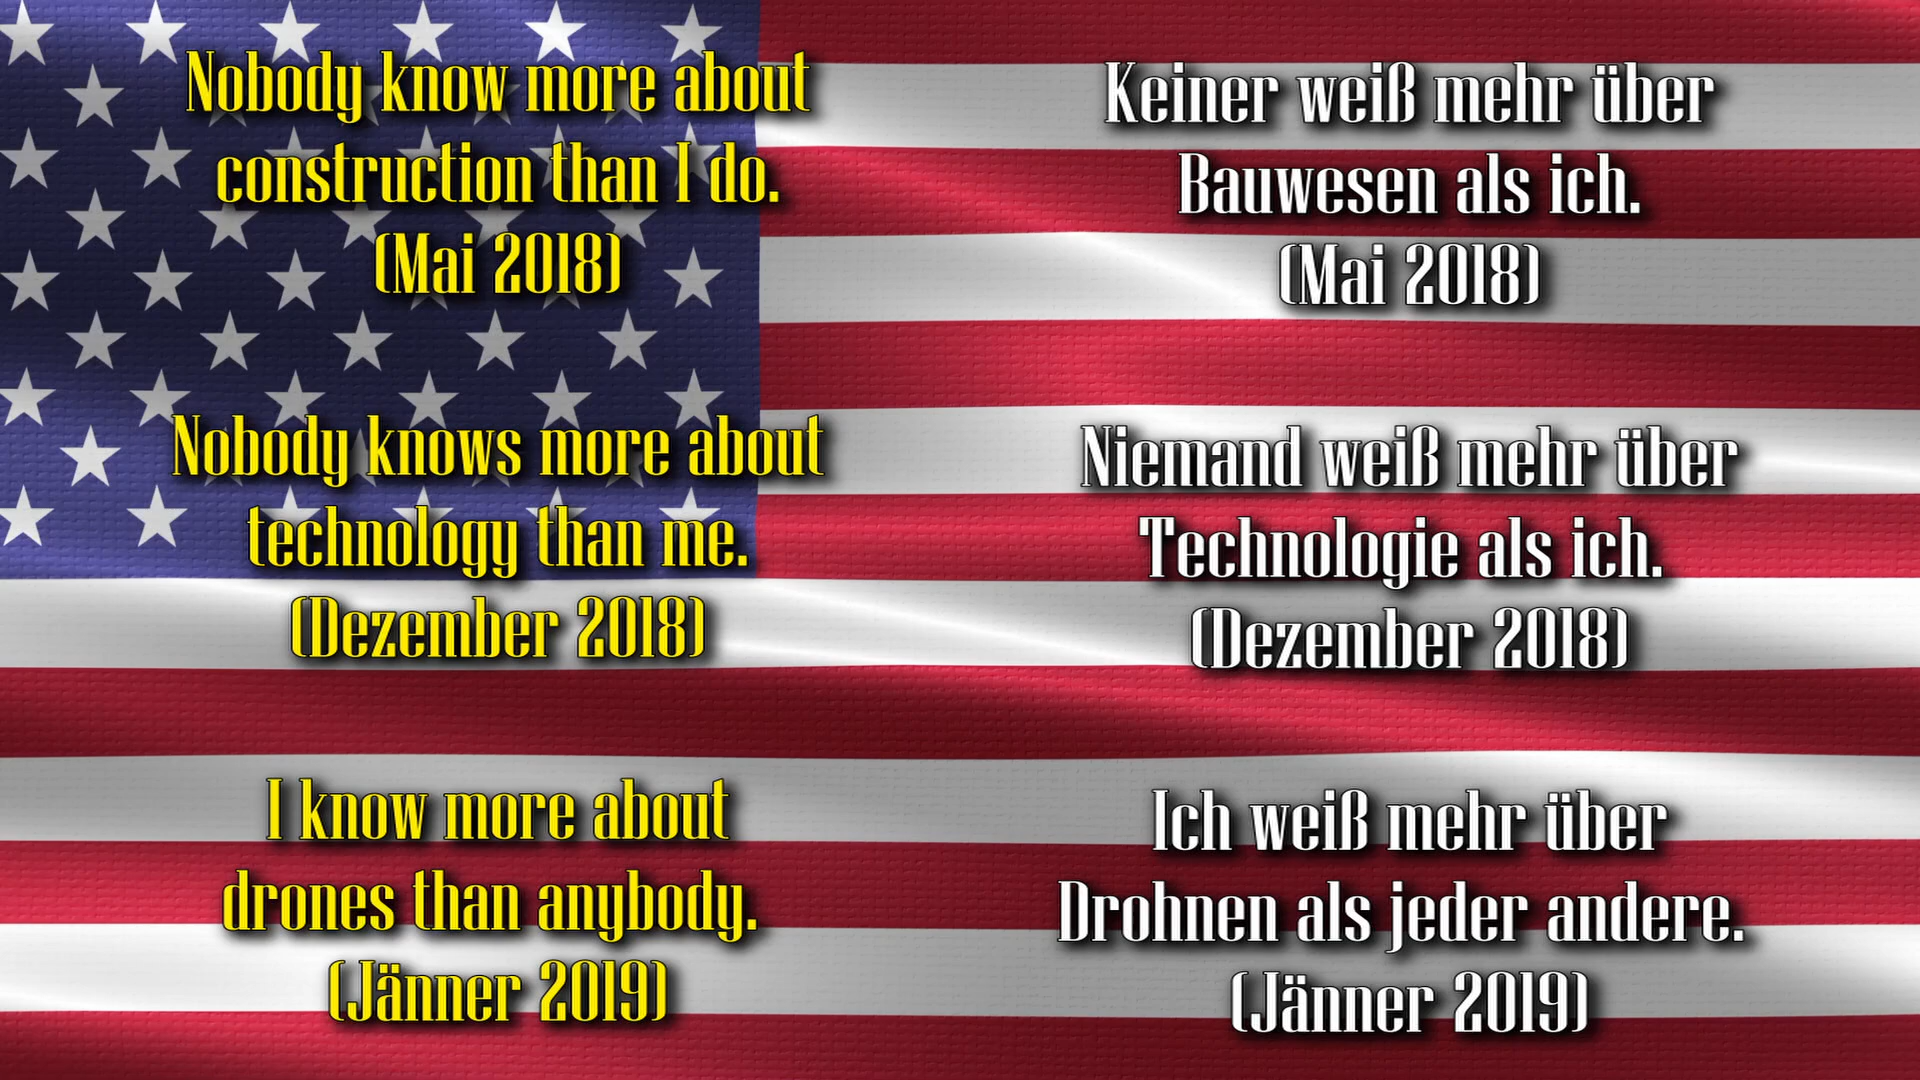 Nobody know more about
construction than I do.
(Mai 2018)
Nobody knows more about
technology than me.
(Dezember 2018)
I know more about
drones than anybody.
(Jänner 2019)
Keiner weiß mehr über
Bauwesen als ich.
(Mai 2018)
Niemand weiß mehr über
Technologie als ich.
(Dezember 2018)
Ich weiß mehr über
Drohnen als jeder andere.
(Jänner 2019)